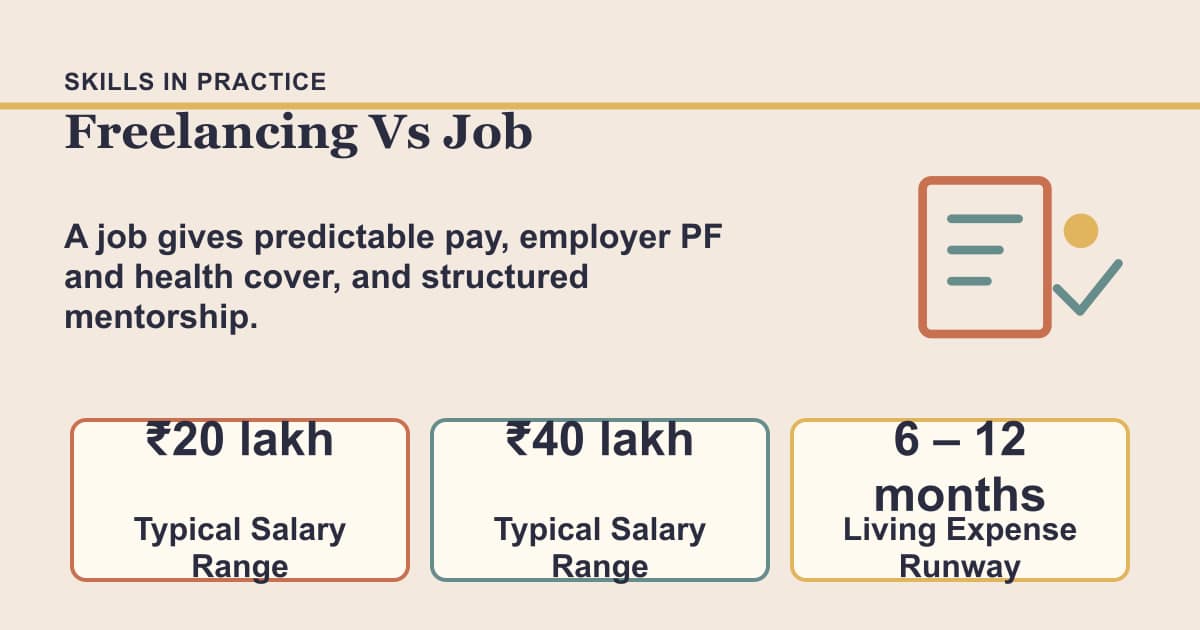 SKILLS IN PRACTICE
Freelancing Vs Job
A job gives predictable pay, employer PF
and health cover, and structured
mentorship.
₹20 lakh
Typical Salary
Range
₹40 lakh
Typical Salary
Range
6 – 12
months
Living Expense
Runway